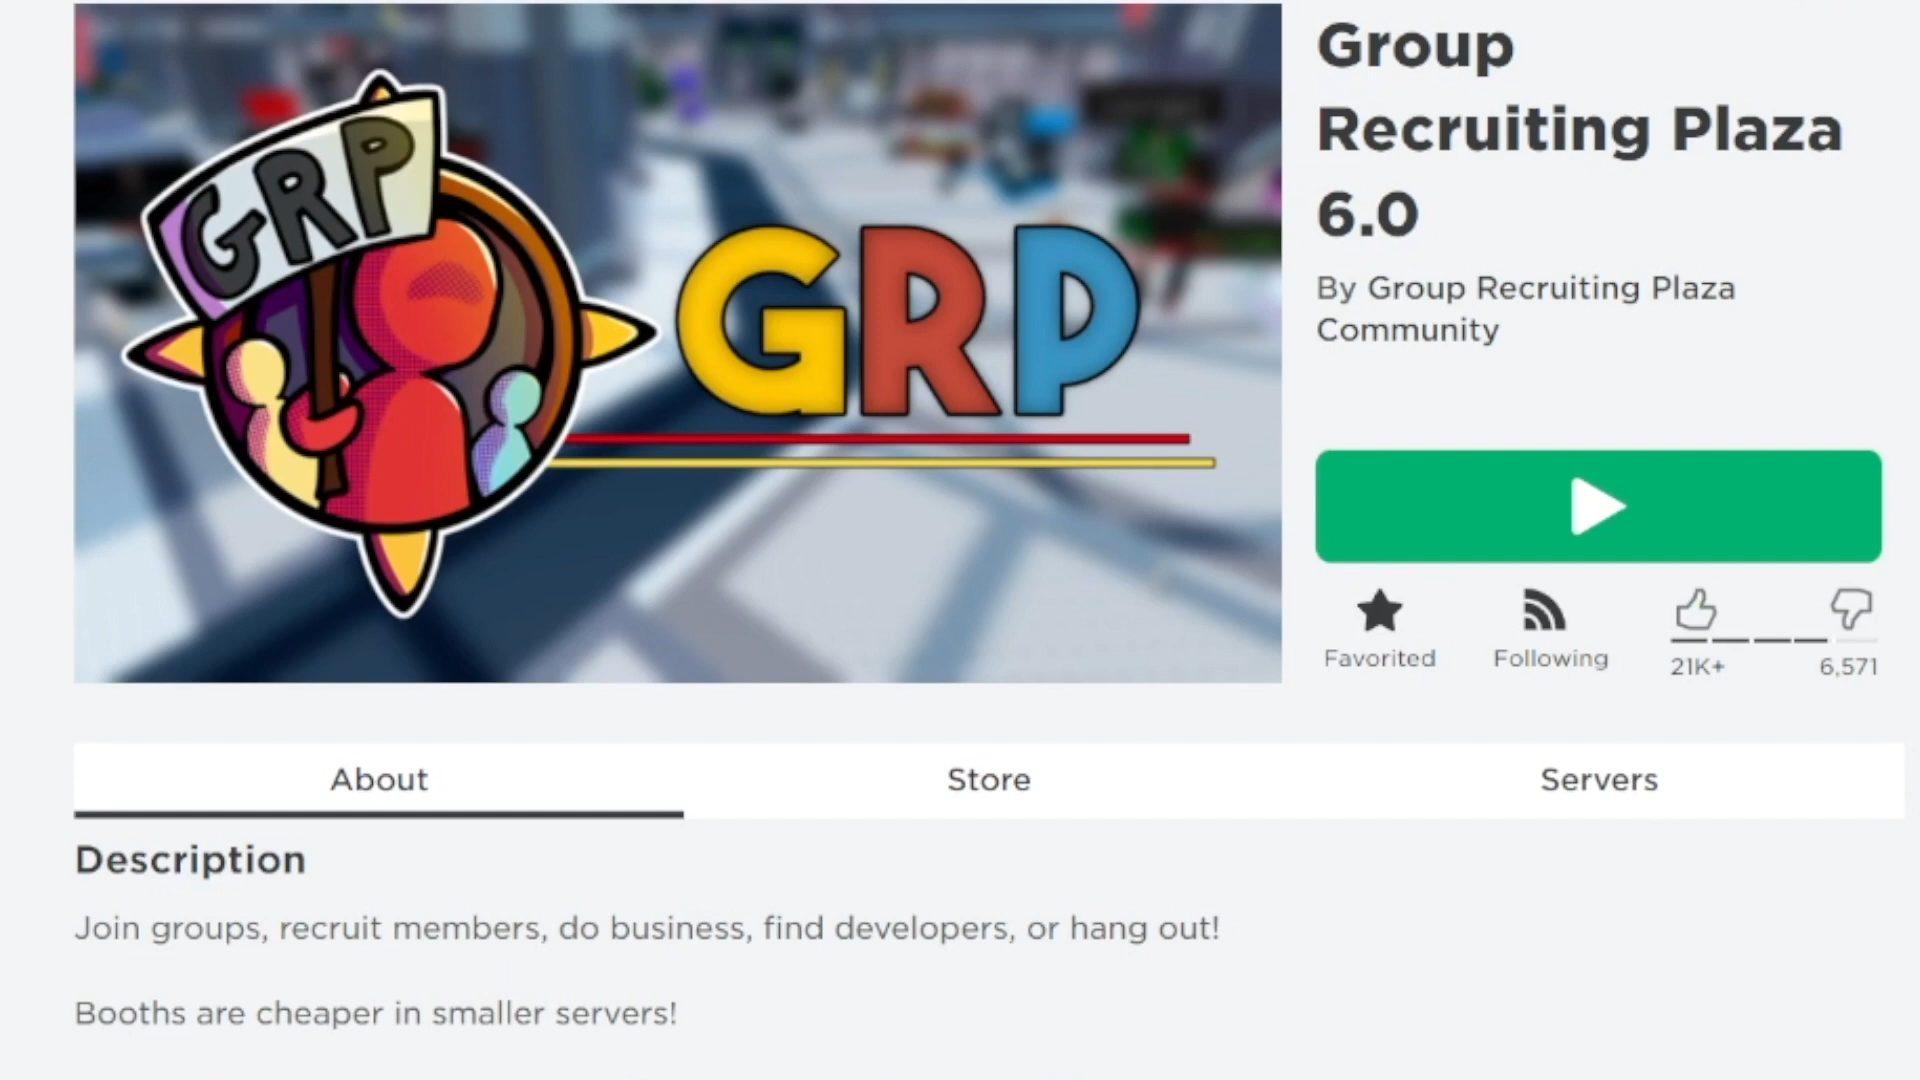 GRP
GRP
Group
Recruiting Plaza
6.0
By Group Recruiting Plaza
Community
Favorited
Following
21K+
6,571
About
Store
Servers
Description
Join groups, recruit members, do business, find developers, or hang out!
Booths are cheaper in smaller servers!